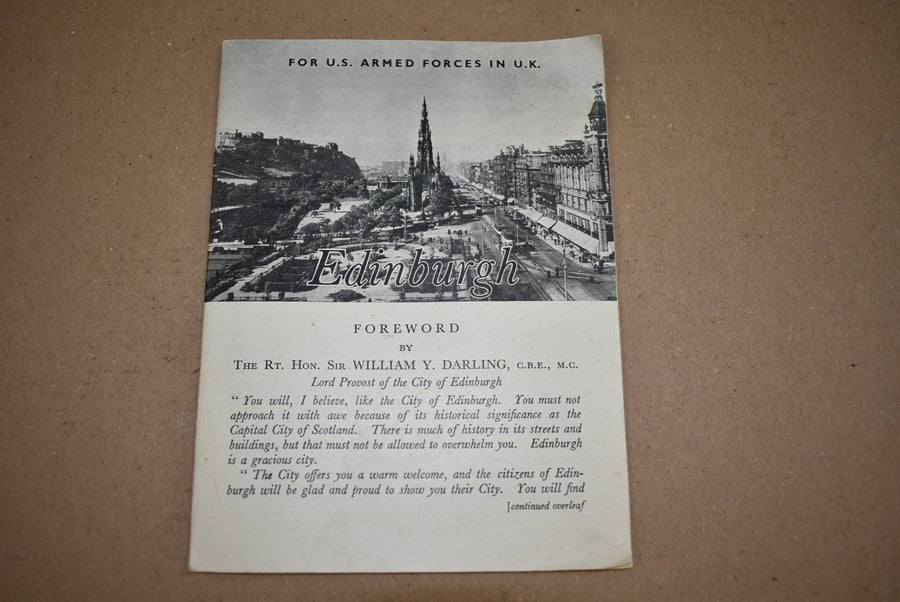 FOR U.S. ARMED FORCES IN U.K.
Edinburgh
FOREWORD
BY
THE RT. HON. SIR WILLIAM Y. DARLING, C.B.E., M.C.
Lord Provost of the City of Edinburgh
“ You will, I believe, like the City of Edinburgh. You must not
approach it with awe because of its historical significance as the
Capital City of Scotland. There is much of history in its streets and
buildings, but that must not be allowed to overwhelm you. Edinburgh
is a gracious city.
“ The City offers you a warm welcome, and the citizens of Edin-
burgh will be glad and proud to show you their City. You will find
[continued overleaf